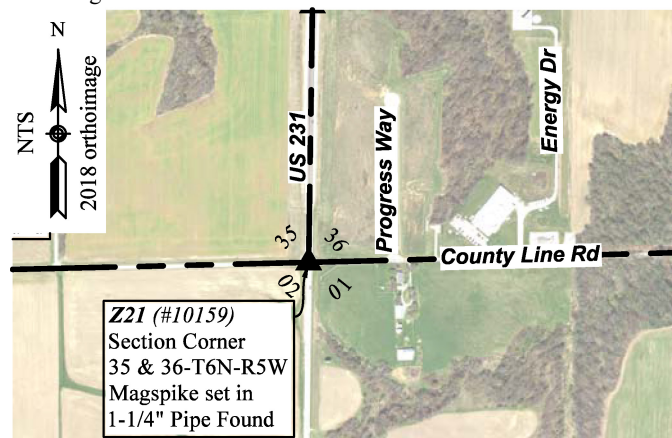 N
NTS
2018 orthoimage
US 231
Progress Way
Energy Dr
35
36
County Line Rd
02
01
Z21 (#10159)
Section Corner
35 & 36-T6N-R5W
Magspike set in
1-1/4" Pipe Found